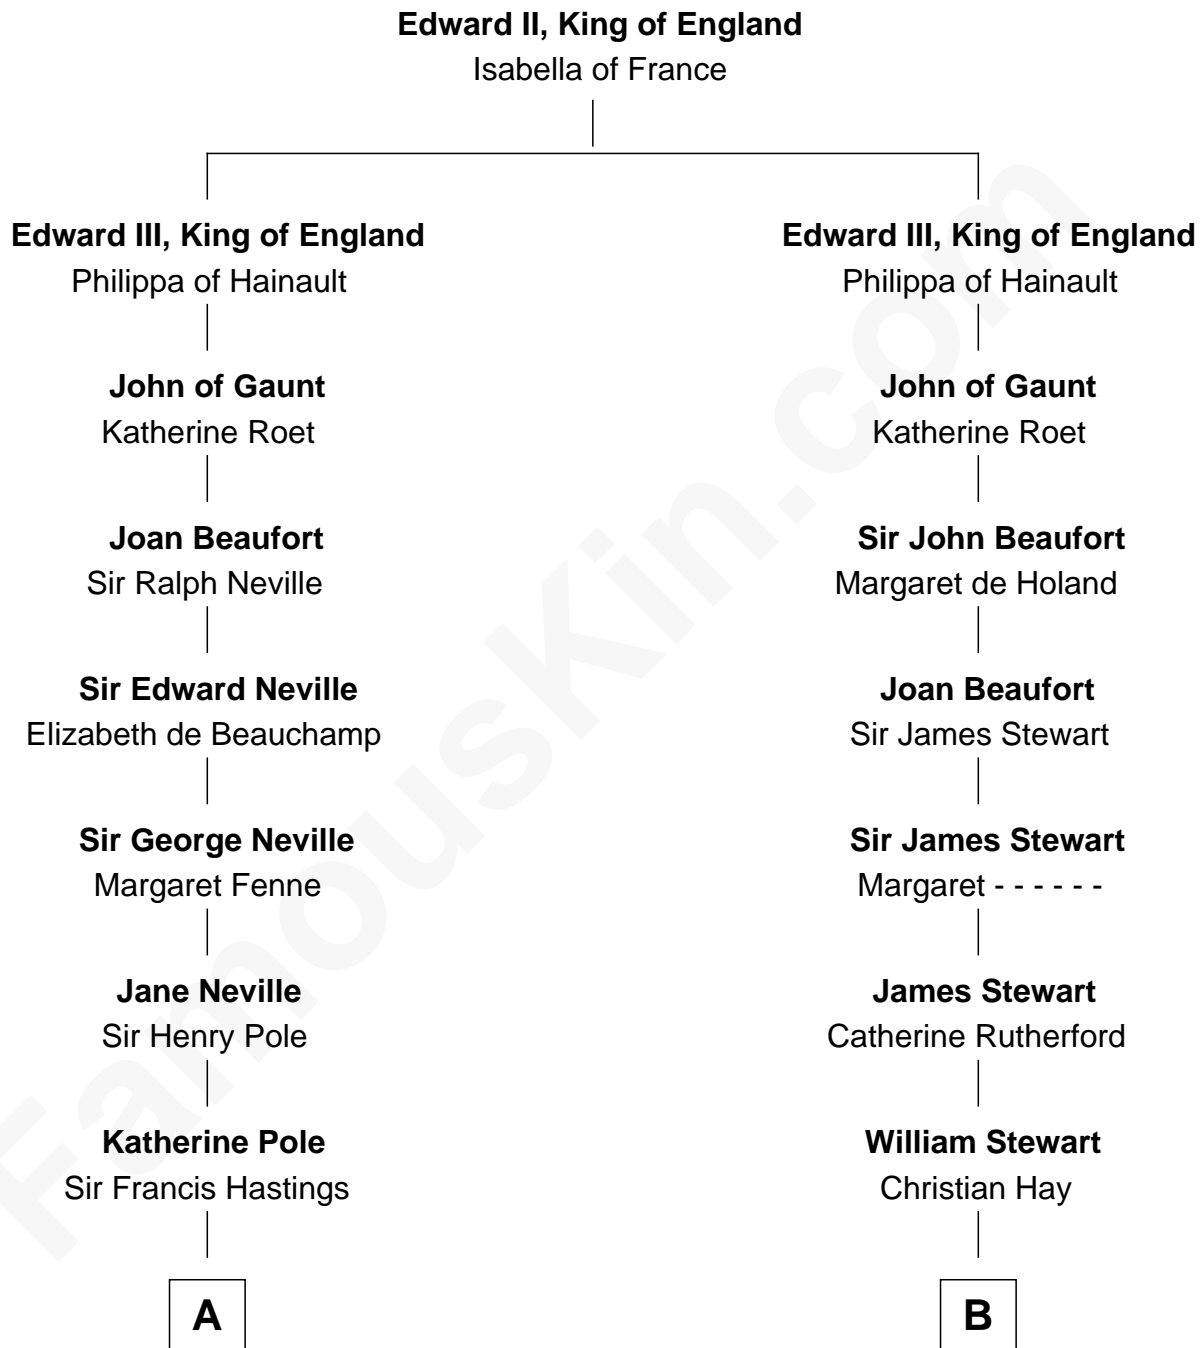 Edward II, King of England
Isabella of France
Edward III, King of England
Philippa of Hainault
John of Gaunt
Katherine Roet
Joan Beaufort
Sir Ralph Neville
Sir Edward Neville
Elizabeth de Beauchamp
Sir George Neville
Margaret Fenne
Jane Neville
Sir Henry Pole
Katherine Pole
Sir Francis Hastings
A
Edward III, King of England
Philippa of Hainault
John of Gaunt
Katherine Roet
Sir John Beaufort
Margaret de Holand
Joan Beaufort
Sir James Stewart
Sir James Stewart
Margaret - - - - - -
James Stewart
Catherine Rutherford
William Stewart
Christian Hay
B
FamousKin.com